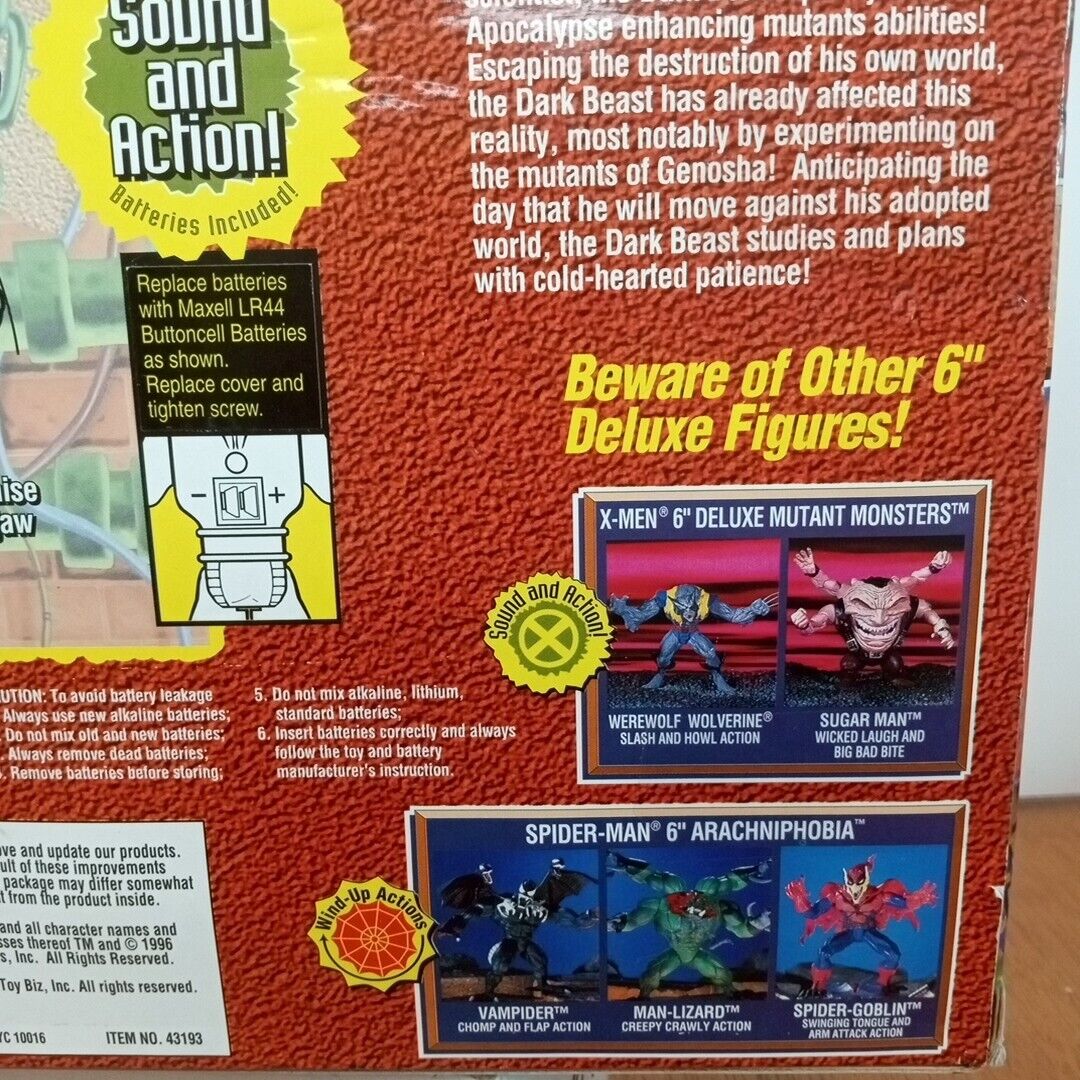 Sound
and
Action!
Batteries Included!
Apocalypse enhancing mutants abilities!
Escaping the destruction of his own world,
the Dark Beast has already affected this
reality, most notably by experimenting on
the mutants of Genosha! Anticipating the
day that he will move against his adopted
world, the Dark Beast studies and plans
with cold-hearted patience!
Replace batteries
with Maxell LR44
Buttoncell Batteries
as shown.
Replace cover and
tighten screw.
- +
Beware of Other 6"
Deluxe Figures!
X-MEN® 6" DELUXE MUTANT MONSTERS™
Sound and Action!
WEREWOLF WOLVERINE®
SLASH AND HOWL ACTION
SUGAR MAN™
WICKED LAUGH AND
BIG BAD BITE
To avoid battery leakage
Always use new alkaline batteries;
Do not mix old and new batteries;
Always remove dead batteries;
Remove batteries before storing;
5. Do not mix alkaline, lithium,
standard batteries;
6. Insert batteries correctly and always
follow the toy and battery
manufacturer's instruction.
SPIDER-MAN® 6" ARACHNIPHOBIA™
Wind-Up Actions
VAMPIDER™
CHOMP AND FLAP ACTION
MAN-LIZARD™
CREEPY CRAWLY ACTION
SPIDER-GOBLIN™
SWINGING TONGUE AND
ARM ATTACK ACTION
and update our products.
of these improvements
package may differ somewhat
from the product inside.
and all character names and
thereof TM and © 1996
Inc. All Rights Reserved.
Toy Biz, Inc. All rights reserved.
10016
ITEM NO. 43193